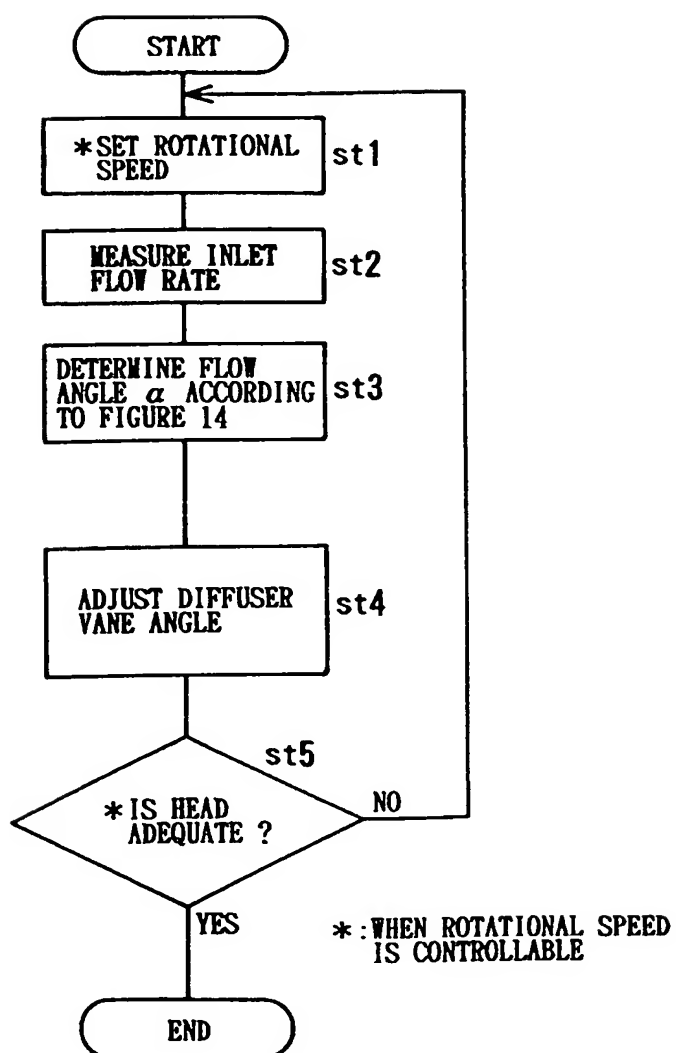 START
*SET ROTATIONAL
SPEED
st1
MEASURE INLET
FLOW RATE
st2
DETERMINE FLOW
ANGLE α ACCORDING
TO FIGURE 14
st3
ADJUST DIFFUSER
VANE ANGLE
st4
st5
*IS HEAD
ADEQUATE ?
NO
YES
*:WHEN ROTATIONAL SPEED
IS CONTROLLABLE
END